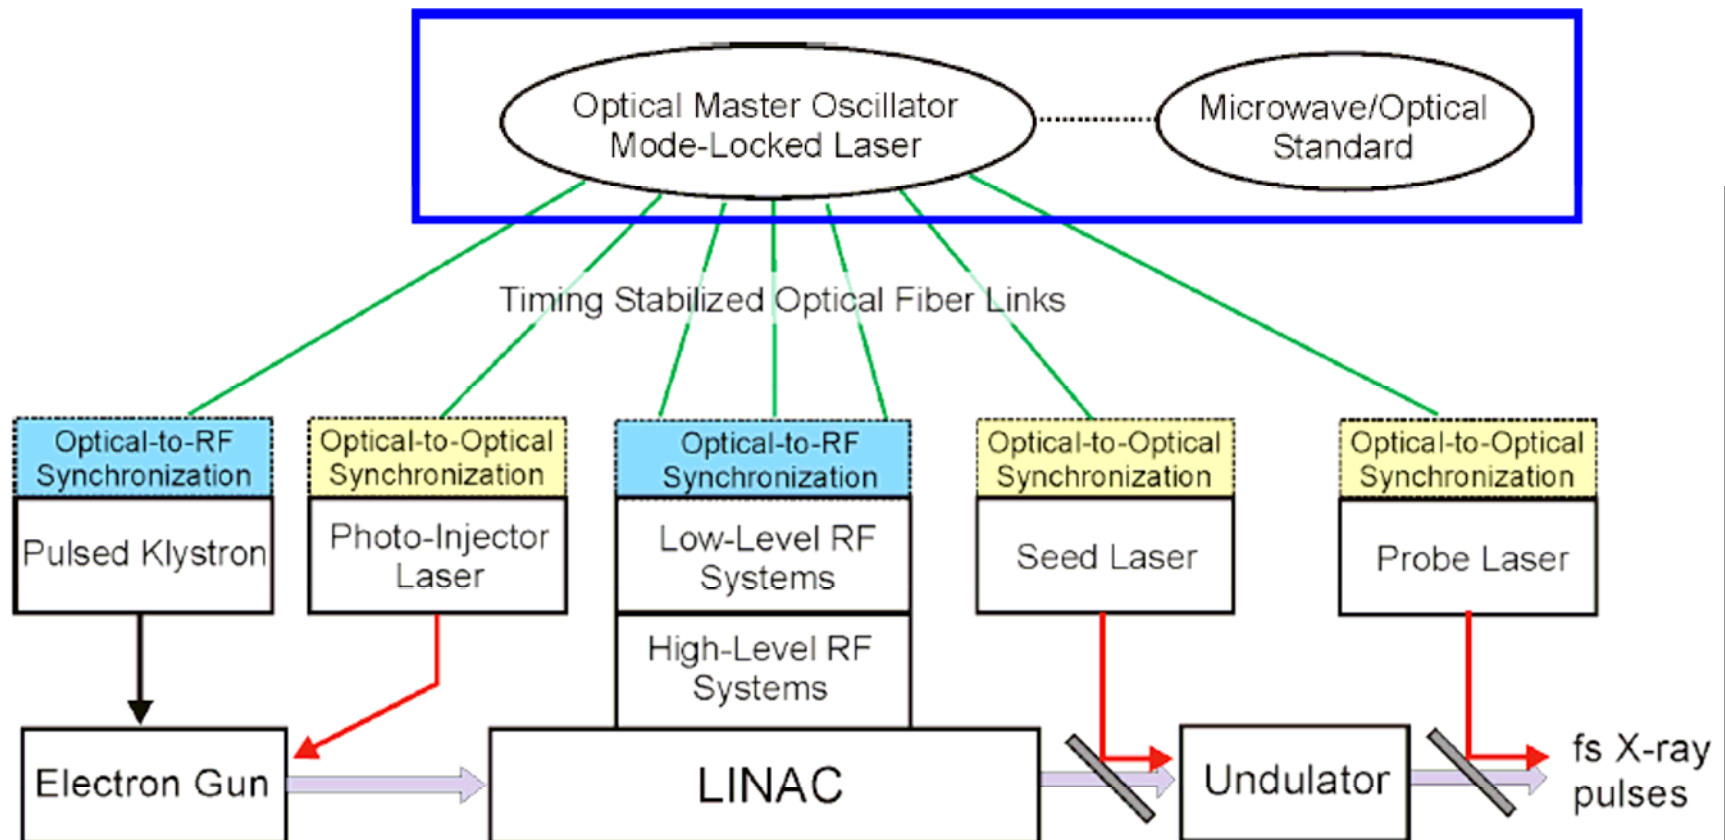 Optical Master Oscillator
Mode-Locked Laser
Microwave/Optical
Standard
Timing Stabilized Optical Fiber Links
Optical-to-RF
Synchronization
Pulsed Klystron
Optical-to-Optical
Synchronization
Photo-Injector
Laser
Optical-to-RF
Synchronization
Low-Level RF
Systems
High-Level RF
Systems
Optical-to-Optical
Synchronization
Seed Laser
Optical-to-Optical
Synchronization
Probe Laser
Electron Gun
LINAC
Undulator
fs X-ray
pulses